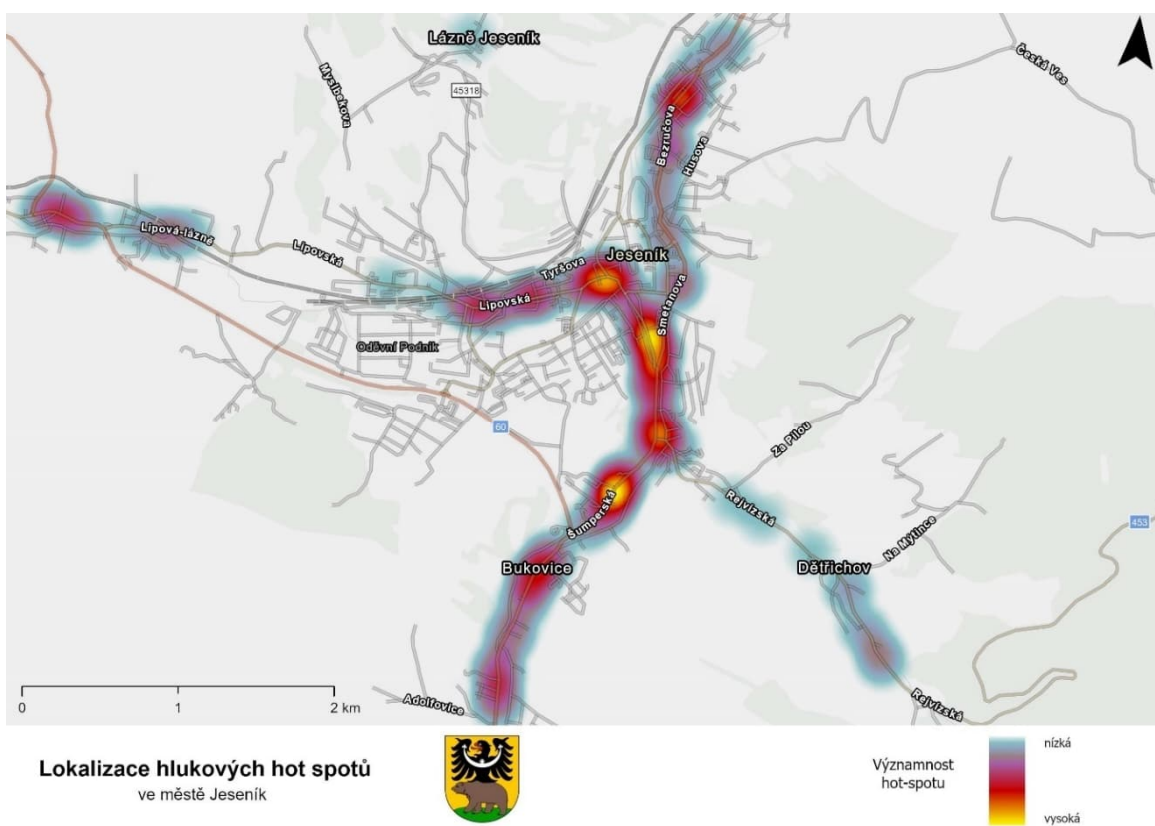 Lázně Jeseník
Česká Ves
Mysíbekova
45318
Bezručova
Husova
Lipová-lázně
Lipovská
Tyršova
Jeseník
Lipovská
Smetanova
Oděvní Podnik
60
Za Pilou
Rejvízská
453
Šumperská
Na Mýtince
Bukovice
Dětřichov
Adolfovice
Rejvízská
0 1 2 km
Lokalizace hlukových hot spotů
ve městě Jeseník
Významnost
hot-spotu
nízká
vysoká